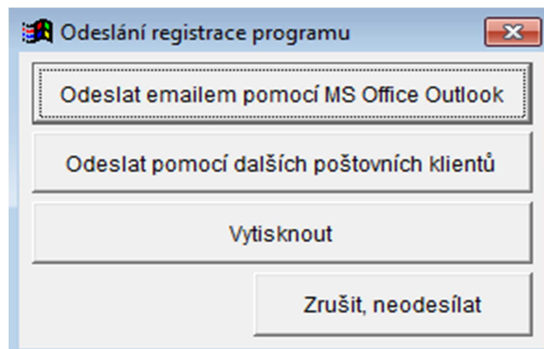 Odeslání registrace programu
Odeslat emailem pomocí MS Office Outlook
Odeslat pomocí dalších poštovních klientů
Vytisknout
Zrušit, neodesílat